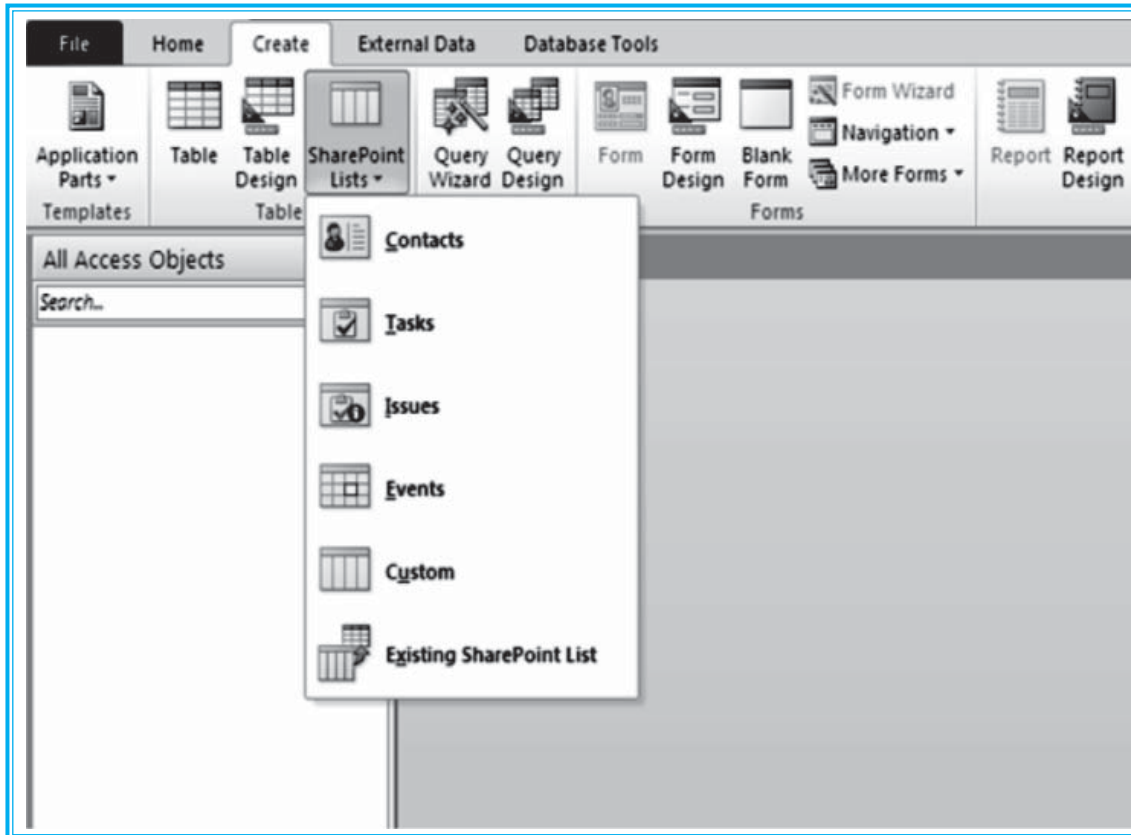 File Home Create External Data Database Tools
Application Parts
Table
Table Design
SharePoint Lists
Query Wizard
Query Design
Form
Form Design
Blank Form
Form Wizard
Navigation
More Forms
Report
Report Design
Templates
Table
Forms
All Access Objects
Search...
Contacts
Tasks
Issues
Events
Custom
Existing SharePoint List